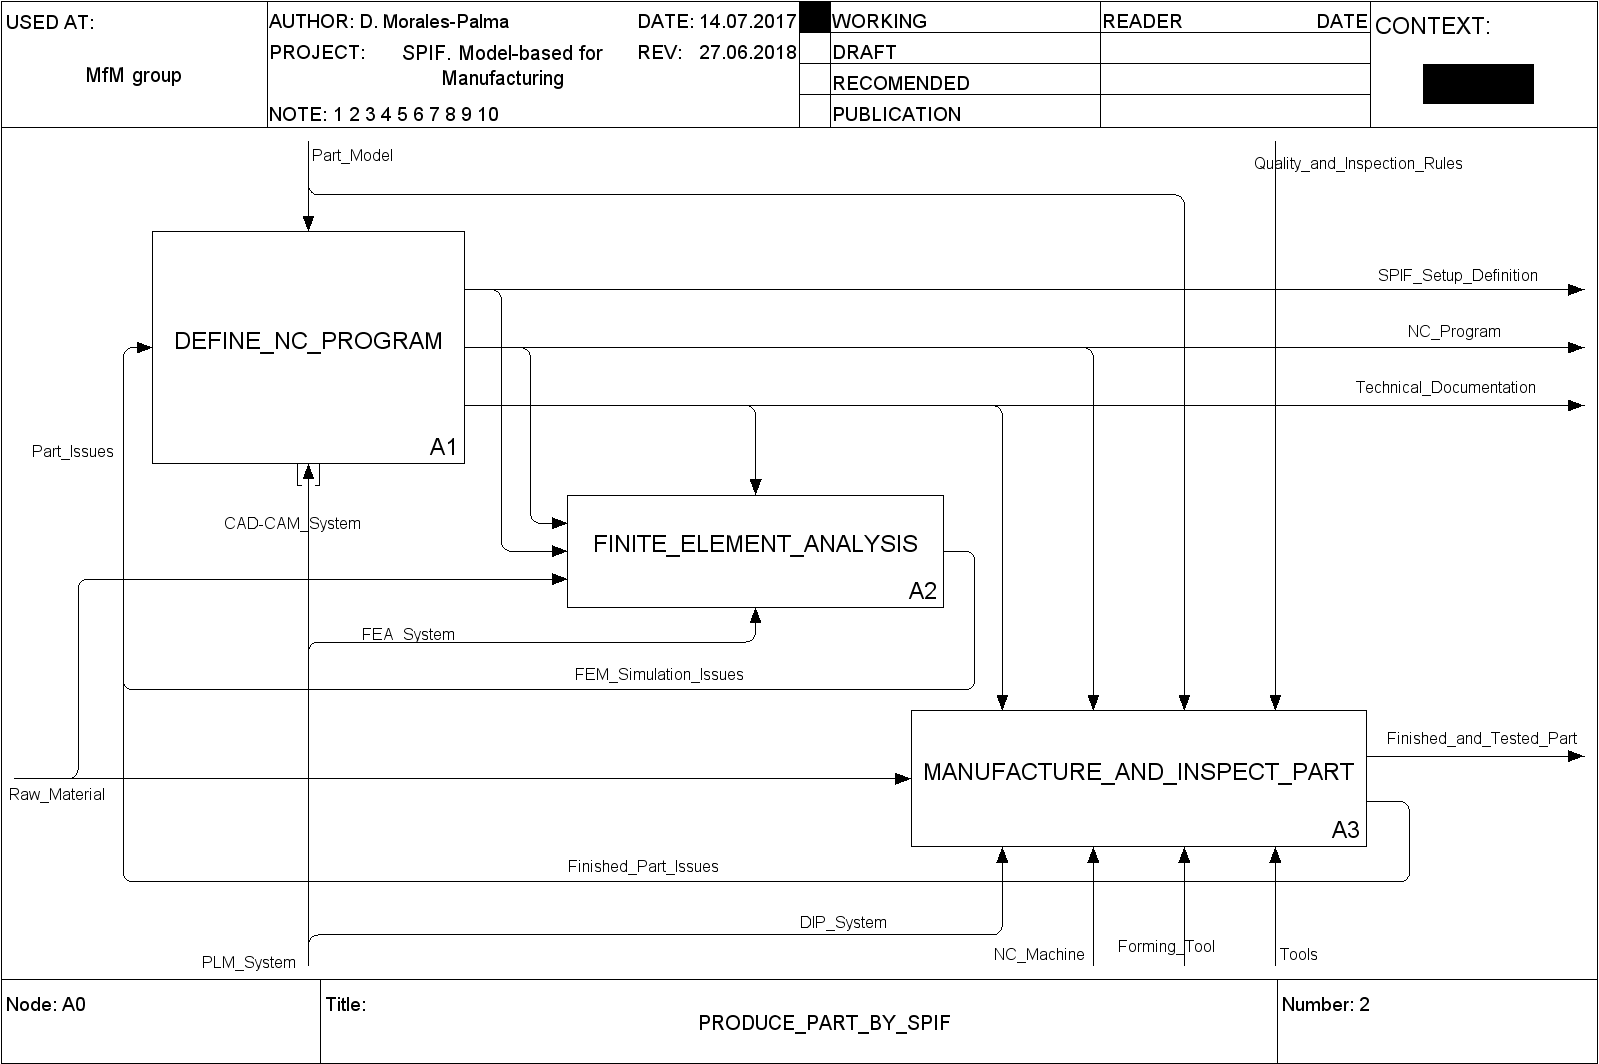 USED AT:
MfM group
AUTHOR: D. Morales-Palma
DATE: 14.07.2017
PROJECT: SPIF. Model-based for
Manufacturing
REV: 27.06.2018
NOTE: 1 2 3 4 5 6 7 8 9 10
WORKING
DRAFT
RECOMENDED
PUBLICATION
READER DATE
CONTEXT:
Part_Model
Quality_and_Inspection_Rules
SPIF_Setup_Definition
NC_Program
Technical_Documentation
DEFINE_NC_PROGRAM
A1
Part_Issues
CAD-CAM_System
FINITE_ELEMENT_ANALYSIS
A2
FEA_System
FEM_Simulation_Issues
Finished_and_Tested_Part
MANUFACTURE_AND_INSPECT_PART
A3
Raw_Material
Finished_Part_Issues
DIP_System
PLM_System
NC_Machine
Forming_Tool
Tools
Node: A0
Title:
PRODUCE_PART_BY_SPIF
Number: 2